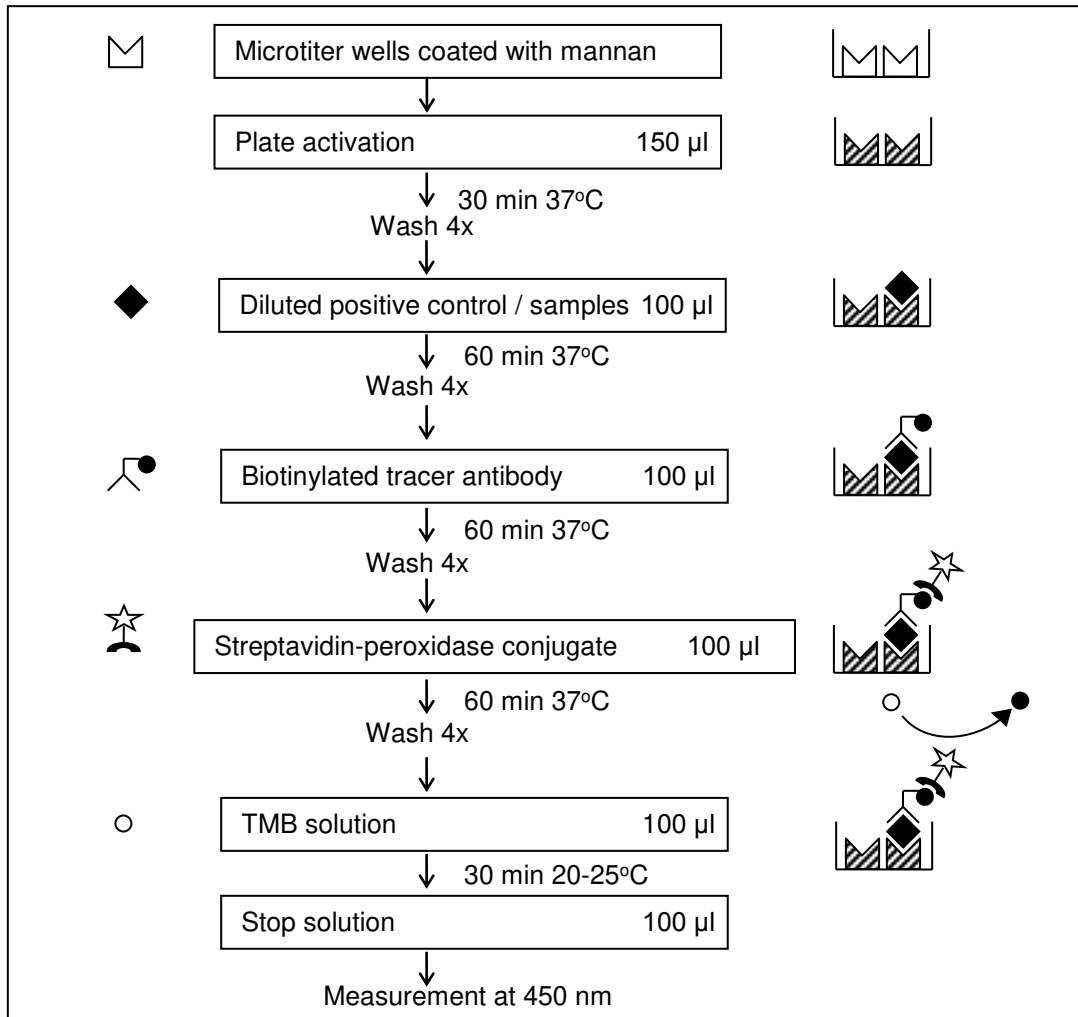 Microtiter wells coated with mannan
Plate activation 150 µl
30 min 37°C
Wash 4x
Diluted positive control / samples 100 µl
60 min 37°C
Wash 4x
Biotinylated tracer antibody 100 µl
60 min 37°C
Wash 4x
Streptavidin-peroxidase conjugate 100 µl
60 min 37°C
Wash 4x
TMB solution 100 µl
30 min 20-25°C
Stop solution 100 µl
Measurement at 450 nm